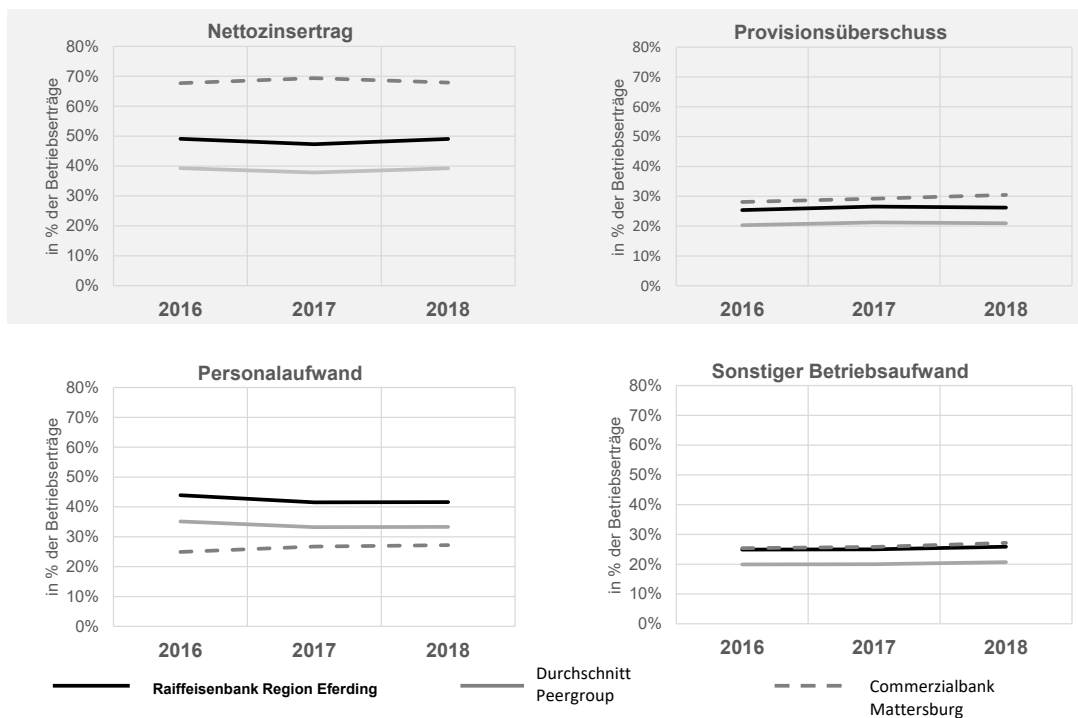 Nettozinsertrag
in % der Betriebserträge
80%
70%
60%
50%
40%
30%
20%
10%
0%
2016 2017 2018
Provisionsüberschuss
in % der Betriebserträge
80%
70%
60%
50%
40%
30%
20%
10%
0%
2016 2017 2018
Personalaufwand
in % der Betriebserträge
80%
70%
60%
50%
40%
30%
20%
10%
0%
2016 2017 2018
Sonstiger Betriebsaufwand
in % der Betriebserträge
80%
70%
60%
50%
40%
30%
20%
10%
0%
2016 2017 2018
Raiffeisenbank Region Eferding
Durchschnitt
Peergroup
Commerzialbank
Mattersburg